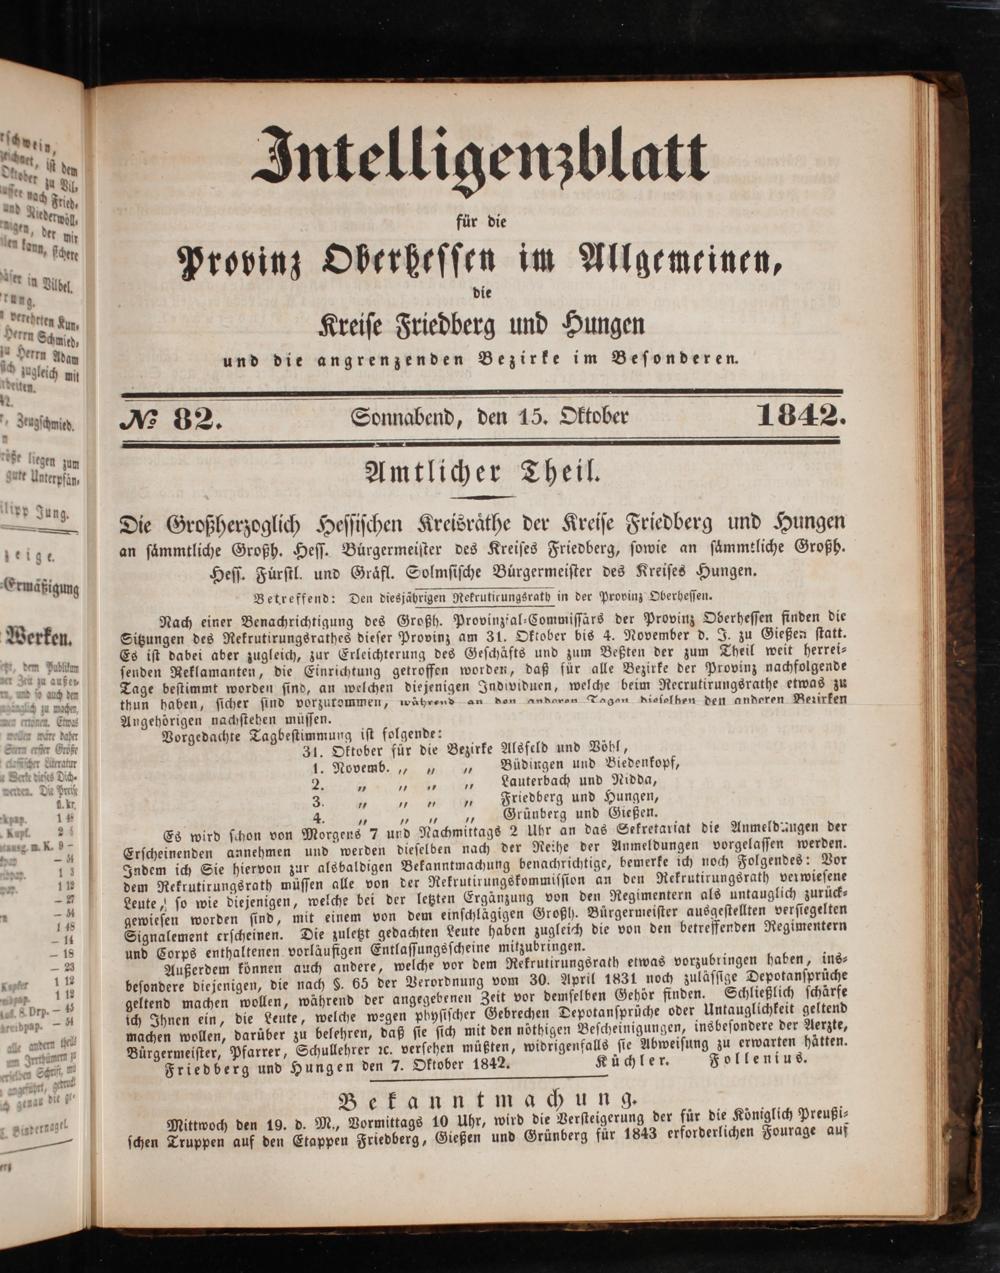 Intelligenzblatt
für die
Provinz Oberhessen im Allgemeinen,
die
Kreise Friedberg und Hungen
und die angrenzenden Bezirke im Besonderen.
№ 82. Sonnabend, den 15. Oktober 1842.
Amtlicher Theil.
Die Großherzoglich Hessischen Kreisräthe der Kreise Friedberg und Hungen
an sämmtliche Großh. Hess. Bürgermeister des Kreises Friedberg, sowie an sämmtliche Großh.
Hess. Fürstl. und Gräfl. Solmsische Bürgermeister des Kreises Hungen.
Betreffend: Den diesjährigen Rekrutirungsrath in der Provinz Oberhessen.
Nach einer Benachrichtigung des Großh. Provinzial-Commissärs der Provinz Oberhessen finden die
Sitzungen des Rekrutirungsrathes dieser Provinz am 31. Oktober bis 4. November d. J. zu Gießen statt.
Es ist dabei aber zugleich, zur Erleichterung des Geschäfts und zum Beßten der zum Theil weit herrei-
senden Reklamanten, die Einrichtung getroffen worden, daß für alle Bezirke der Provinz nachfolgende
Tage bestimmt worden sind, an welchen diejenigen Individuen, welche beim Recrutirungsrathe etwas zu
thun haben, sicher sind vorzukommen, während an den anderen Tagen dieselben den anderen Bezirken
Angehörigen nachstehen müssen.
Vorgedachte Tagbestimmung ist folgende:
31. Oktober für die Bezirke Alsfeld und Vöhl,
1. Novemb. „ „ „ Büdingen und Biedenkopf,
2. „ „ „ „ Lauterbach und Nidda,
3. „ „ „ „ Friedberg und Hungen,
4. „ „ „ „ Grünberg und Gießen.
Es wird schon von Morgens 7 und Nachmittags 2 Uhr an das Sekretariat die Anmeldungen der
Erscheinenden annehmen und werden dieselben nach der Reihe der Anmeldungen vorgelassen werden.
Indem ich Sie hiervon zur alsbaldigen Bekanntmachung benachrichtige, bemerke ich noch Folgendes: Vor
dem Rekrutirungsrath müssen alle von der Rekrutirungskommission an den Rekrutirungsrath verwiesene
Leute, so wie diejenigen, welche bei der letzten Ergänzung von den Regimentern als untauglich zurück-
gewiesen worden sind, mit einem von dem einschlägigen Großh. Bürgermeister ausgestellten versiegelten
Signalement erscheinen. Die zuletzt gedachten Leute haben zugleich die von den betreffenden Regimentern
und Corps enthaltenen vorläufigen Entlassungsscheine mitzubringen.
Außerdem können auch andere, welche vor dem Rekrutirungsrath etwas vorzubringen haben, ins-
besondere diejenigen, die nach §. 65 der Verordnung vom 30. April 1831 noch zulässige Depotansprüche
geltend machen wollen, während der angegebenen Zeit vor demselben Gehör finden. Schließlich schärfe
ich Ihnen ein, die Leute, welche wegen physischer Gebrechen Depotansprüche oder Untauglichkeit geltend
machen wollen, darüber zu belehren, daß sie sich mit den nöthigen Bescheinigungen, insbesondere der Aerzte,
Bürgermeister, Pfarrer, Schullehrer ꝛc. versehen müßten, widrigenfalls sie Abweisung zu erwarten hätten.
Friedberg und Hungen den 7. Oktober 1842. Küchler. Follenius.
Bekanntmachung.
Mittwoch den 19. d. M., Vormittags 10 Uhr, wird die Versteigerung der für die Königlich Preußi-
schen Truppen auf den Etappen Friedberg, Gießen und Grünberg für 1843 erforderlichen Fourage auf